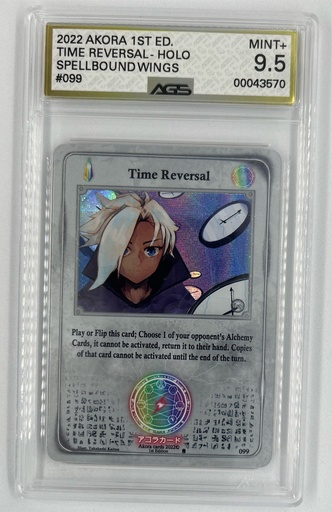 2022 AKORA 1ST ED.
TIME REVERSAL - HOLO
SPELLBOUND WINGS
#099
MINT+
9.5
00043570
AGS
Time Reversal
Play or Flip this card; Choose 1 of your opponent's Alchemy
Cards, it cannot be activated, return it to their hand. Copies
of that card cannot be activated until the end of the turn.
アコラカード
Akora cards 2022©
1st Edition
099